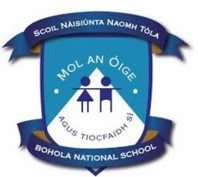 SCOIL NÁISIÚNTA NAOMH TÓLA
MOL AN ÓIGE
AGUS TIOCFAIDH SÍ
BOHOLA NATIONAL SCHOOL